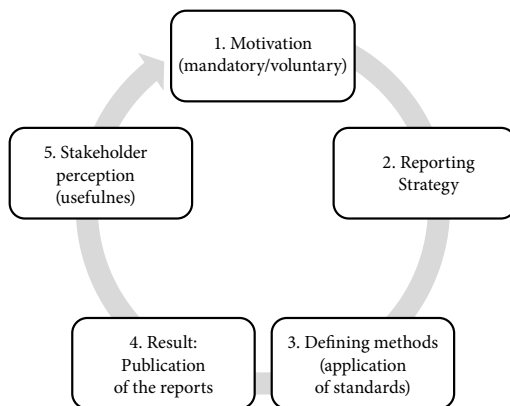 1. Motivation
(mandatory/voluntary)
2. Reporting
Strategy
3. Defining methods
(application
of standards)
4. Result:
Publication
of the reports
5. Stakeholder
perception
(usefulnes)